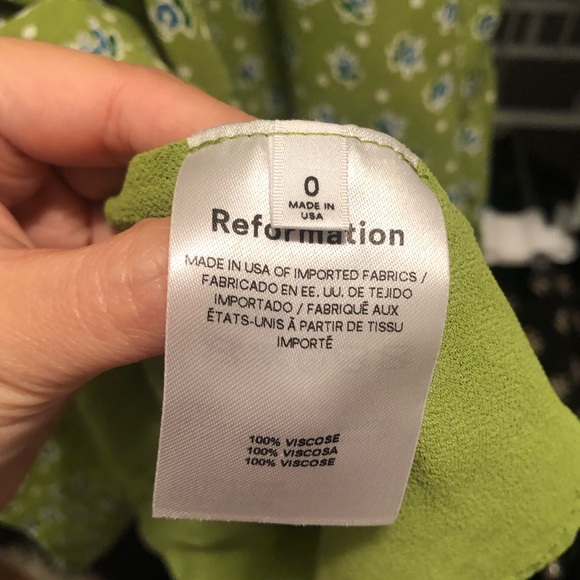 0
MADE IN
USA
Reformation
MADE IN USA OF IMPORTED FABRICS /
FABRICADO EN EE. UU. DE TEJIDO
IMPORTADO / FABRIQUÉ AUX
ÉTATS-UNIS À PARTIR DE TISSU
IMPORTÉ
100% VISCOSE
100% VISCOSA
100% VISCOSE